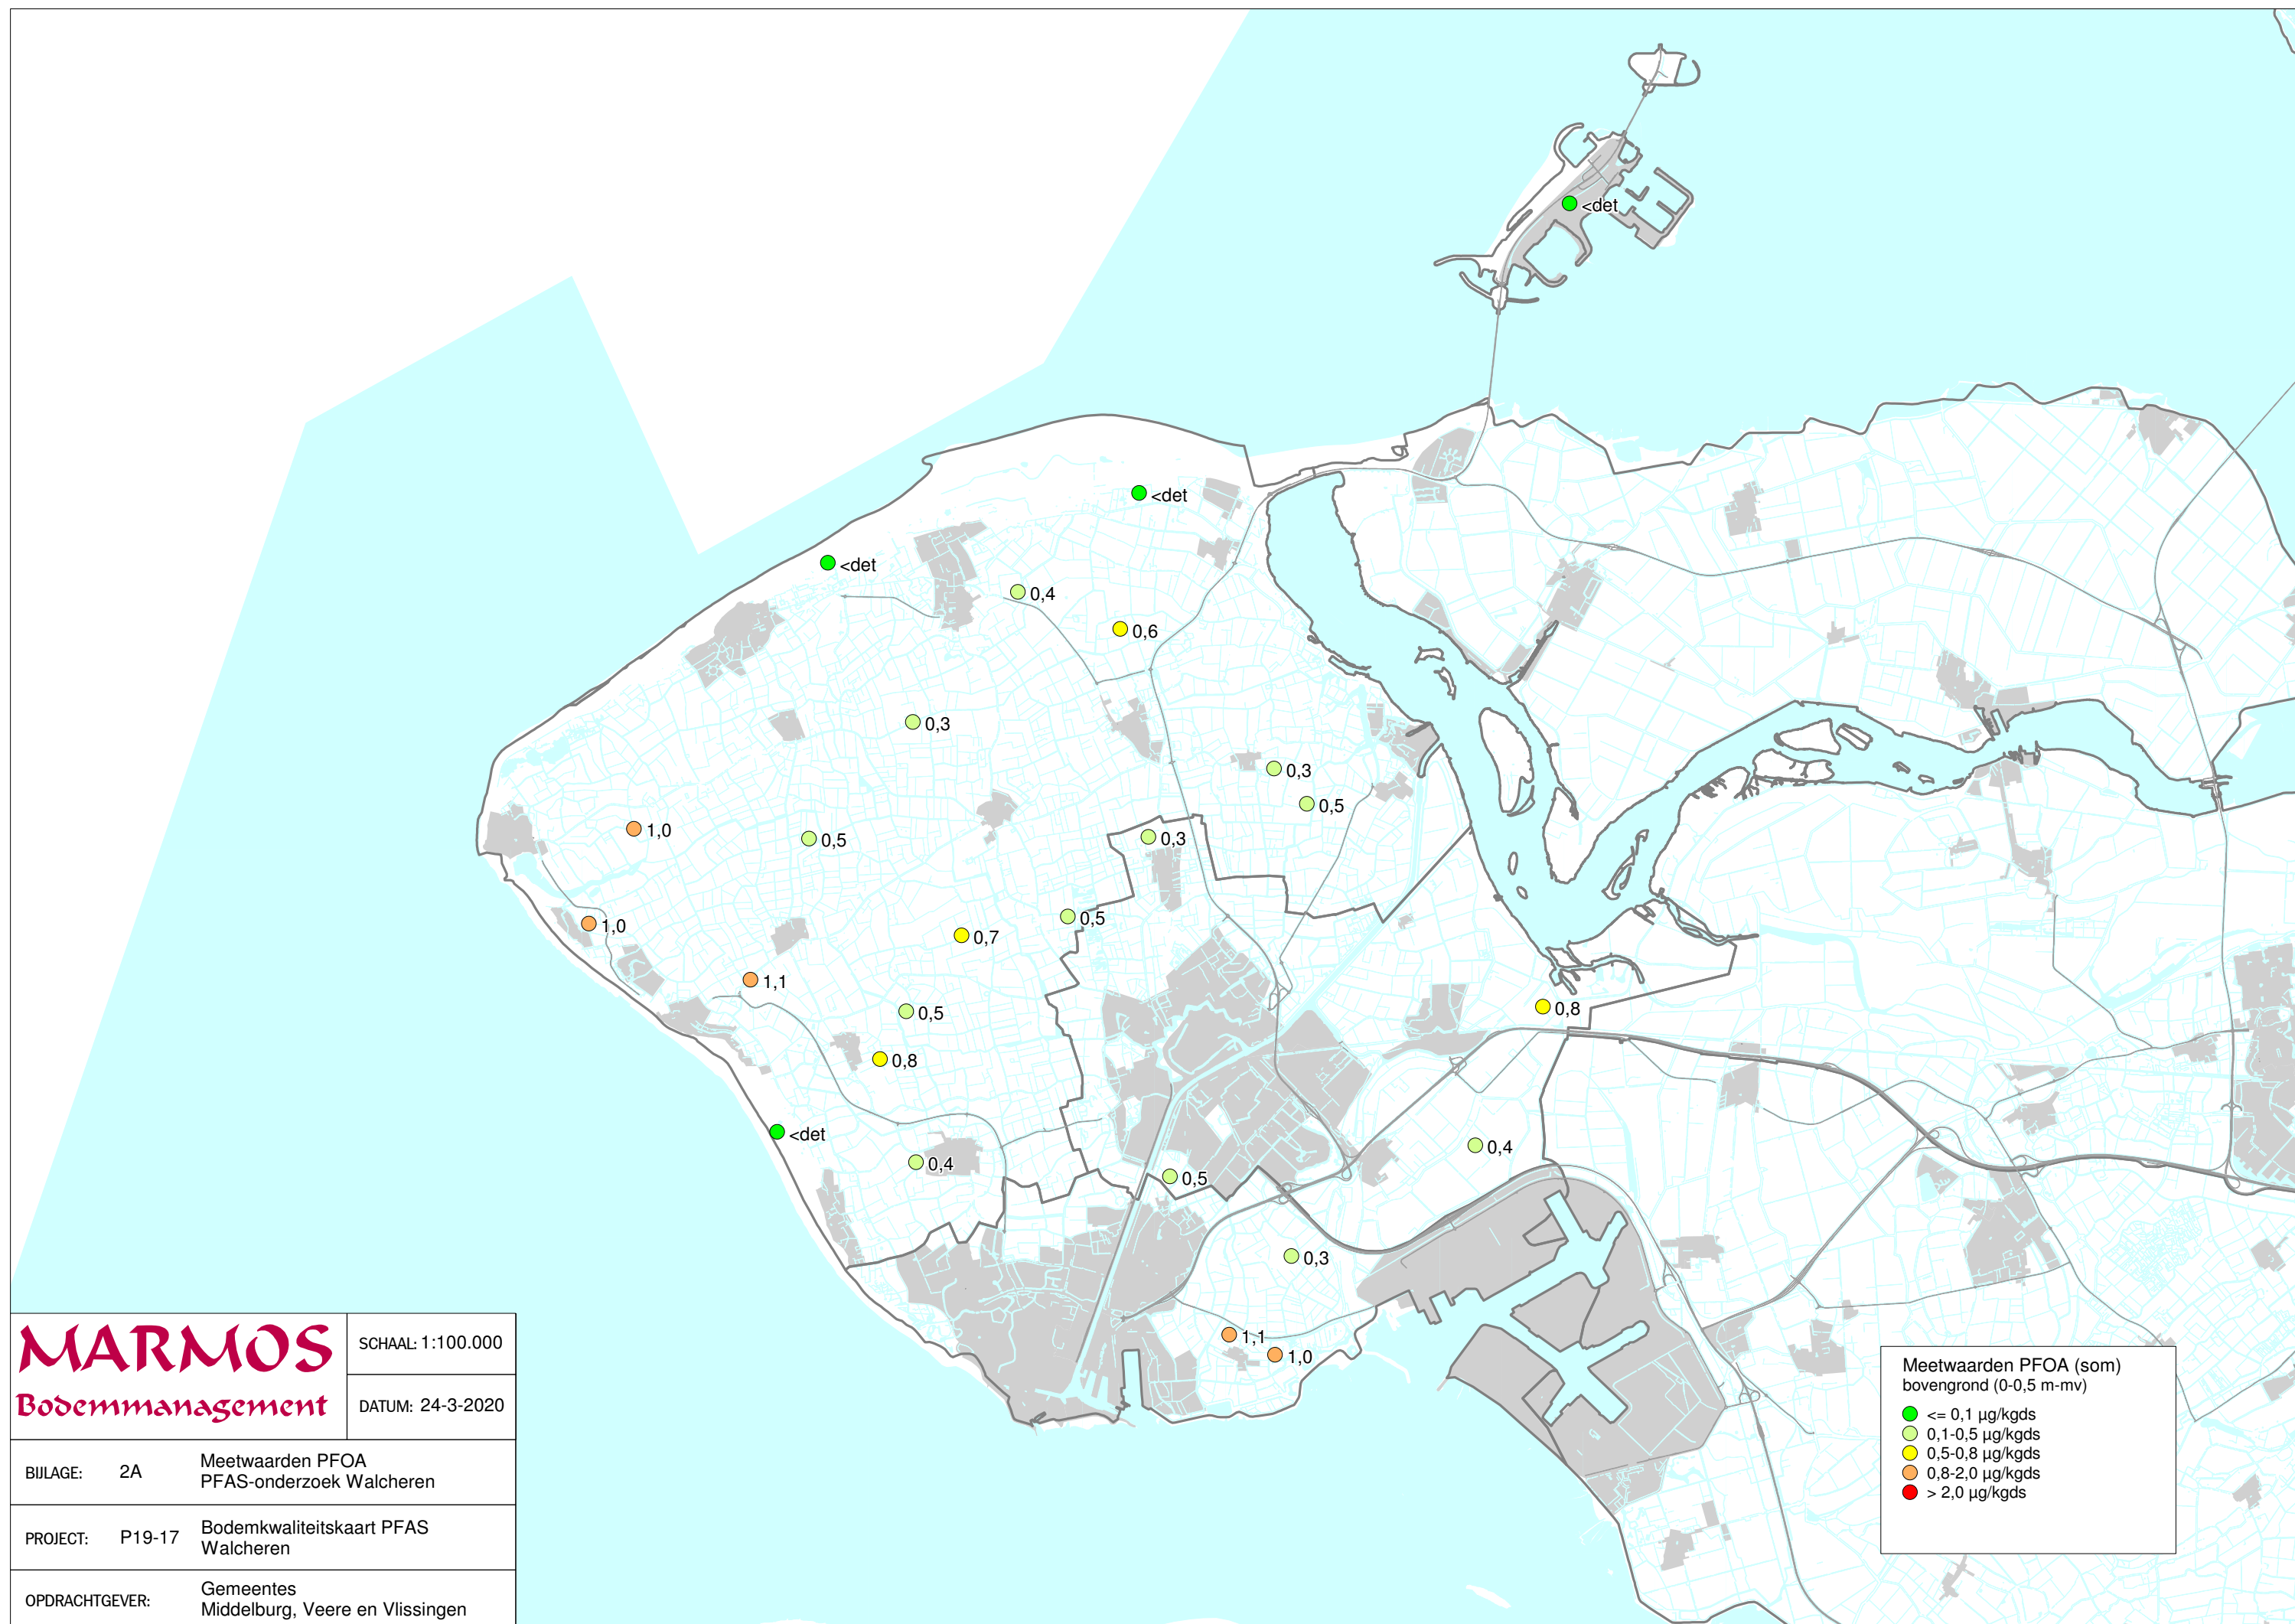 <det
<det
<det
0,4
0,6
0,3
0,3
0,5
1,0
0,5
0,3
0,5
1,0
0,7
1,1
0,5
0,8
0,8
<det
0,4
0,4
0,5
0,3
1,1
1,0
MARMOS
Bodemmanagement
SCHAAL: 1:100.000
DATUM: 24-3-2020
BIJLAGE: 2A Meetwaarden PFOA
PFAS-onderzoek Walcheren
PROJECT: P19-17 Bodemkwaliteitskaart PFAS
Walcheren
OPDRACHTGEVER: Gemeentes
Middelburg, Veere en Vlissingen
Meetwaarden PFOA (som)
bovengrond (0-0,5 m-mv)
<= 0,1 µg/kgds
0,1-0,5 µg/kgds
0,5-0,8 µg/kgds
0,8-2,0 µg/kgds
> 2,0 µg/kgds